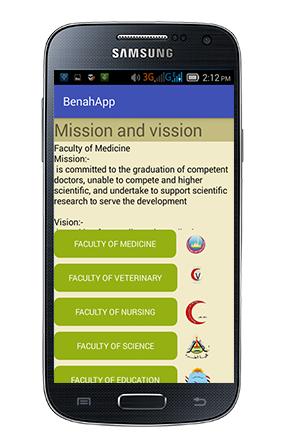 SAMSUNG
3G
G
2:12 PM
BenahApp
Mission and vission
Faculty of Medicine
Mission:-
is committed to the graduation of competent
doctors, unable to compete and higher
scientific, and undertake to support scientific
research to serve the development
Vision:-
FACULTY OF MEDICINE
FACULTY OF VETERINARY
FACULTY OF NURSING
FACULTY OF SCIENCE
FACULTY OF EDUCATION